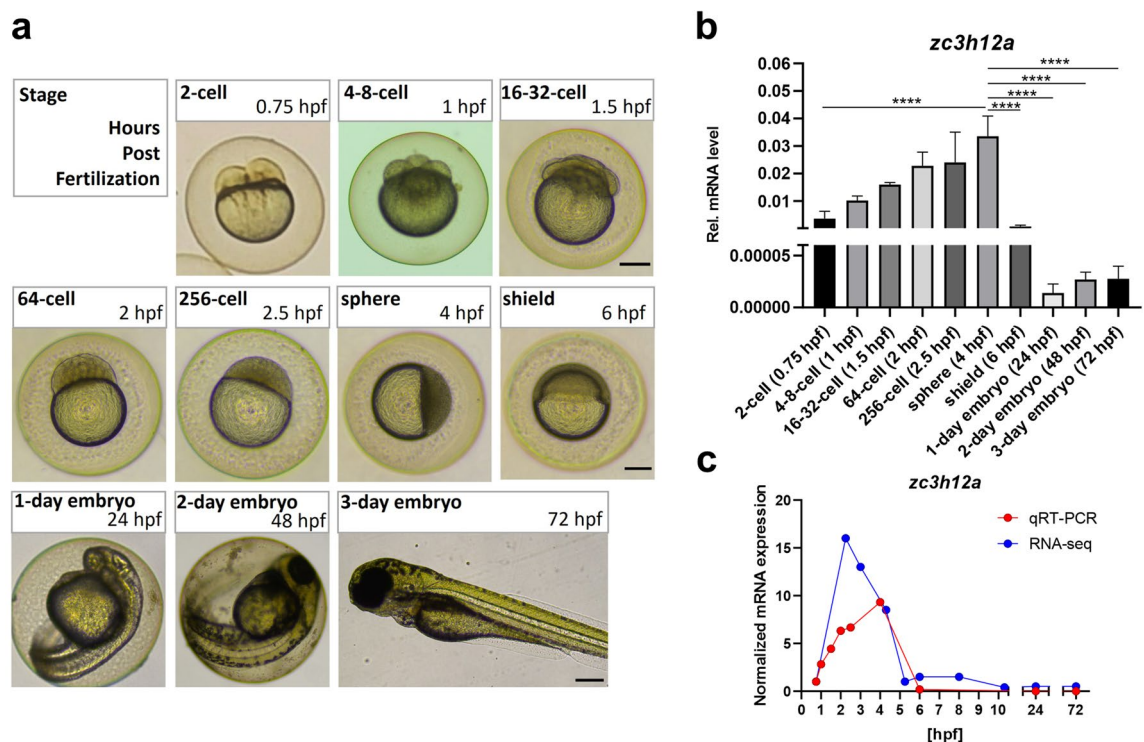 a
Stage
Hours
Post
Fertilization
2-cell
0.75 hpf
4-8-cell
1 hpf
16-32-cell
1.5 hpf
64-cell
2 hpf
256-cell
2.5 hpf
sphere
4 hpf
shield
6 hpf
1-day embryo
24 hpf
2-day embryo
48 hpf
3-day embryo
72 hpf
b
zc3h12a
Rel. mRNA level
0.06
0.05
0.04
0.03
0.02
0.01
0.00005
0.00000
****
****
****
****
****
2-cell (0.75 hpf)
4-8-cell (1 hpf)
16-32-cell (1.5 hpf)
64-cell (2 hpf)
256-cell (2.5 hpf)
sphere (4 hpf)
shield (6 hpf)
1-day embryo (24 hpf)
2-day embryo (48 hpf)
3-day embryo (72 hpf)
c
zc3h12a
Normalized mRNA expression
20
15
10
5
0
qRT-PCR
RNA-seq
0 1 2 3 4 5 6 7 8 9 10 24 72
[hpf]